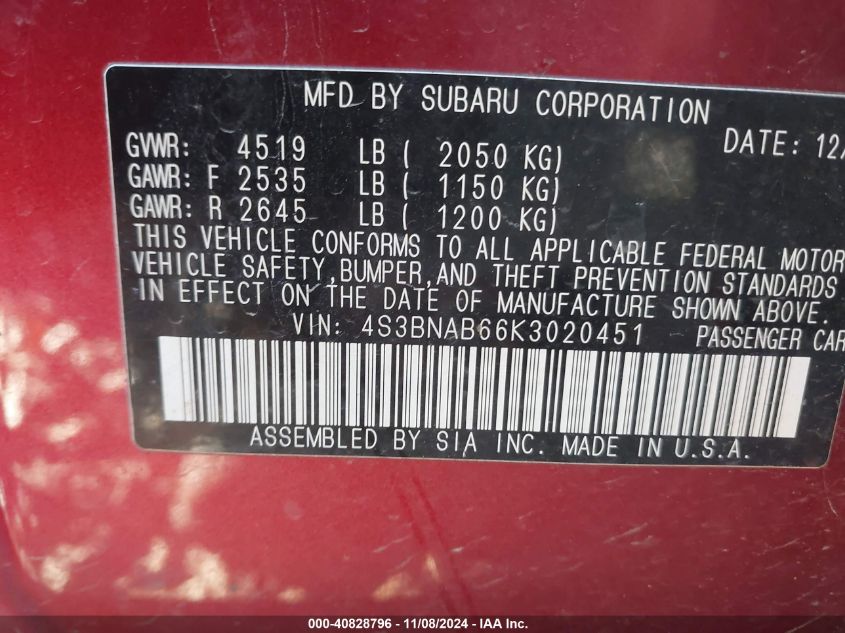 MFD BY SUBARU CORPORATION
DATE: 12/
GVWR: 4519 LB ( 2050 KG)
GAWR: F 2535 LB ( 1150 KG)
GAWR: R 2645 LB ( 1200 KG)
THIS VEHICLE CONFORMS TO ALL APPLICABLE FEDERAL MOTOR
VEHICLE SAFETY,BUMPER,AND THEFT PREVENTION STANDARDS
IN EFFECT ON THE DATE OF MANUFACTURE SHOWN ABOVE.
VIN: 4S3BNAB66K3020451 PASSENGER CAR
ASSEMBLED BY SIA INC. MADE IN U.S.A.
000-40828796 - 11/08/2024 - IAA Inc.